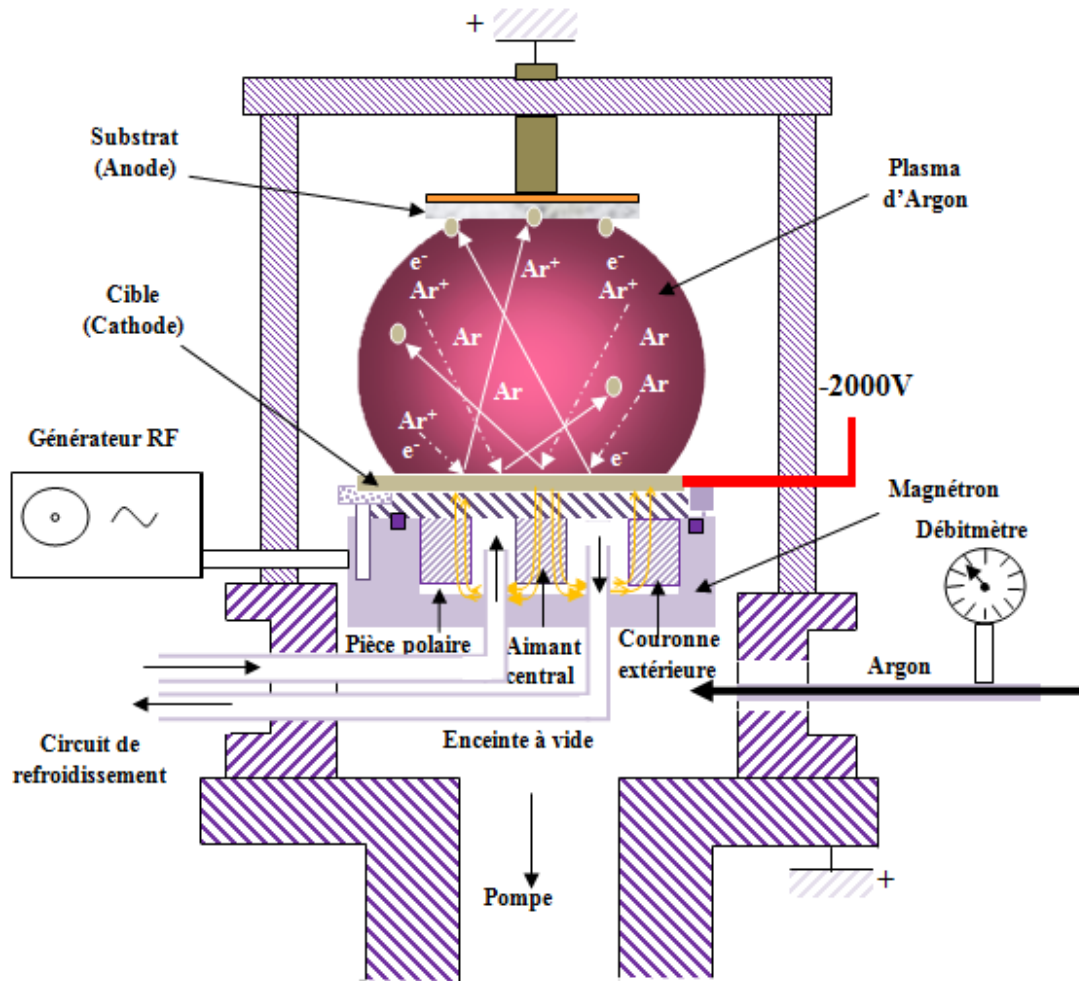 +
Substrat
(Anode)
Plasma
d’Argon
e-
Ar+
e-
Ar+
Ar+
Cible
(Cathode)
Ar
Ar
Ar
Ar
-2000V
Ar+
e-
e-
Générateur RF
Magnétron
Débitmètre
Pièce polaire
Aimant
central
Couronne
extérieure
Argon
Circuit de
refroidissement
Enceinte à vide
+
Pompe